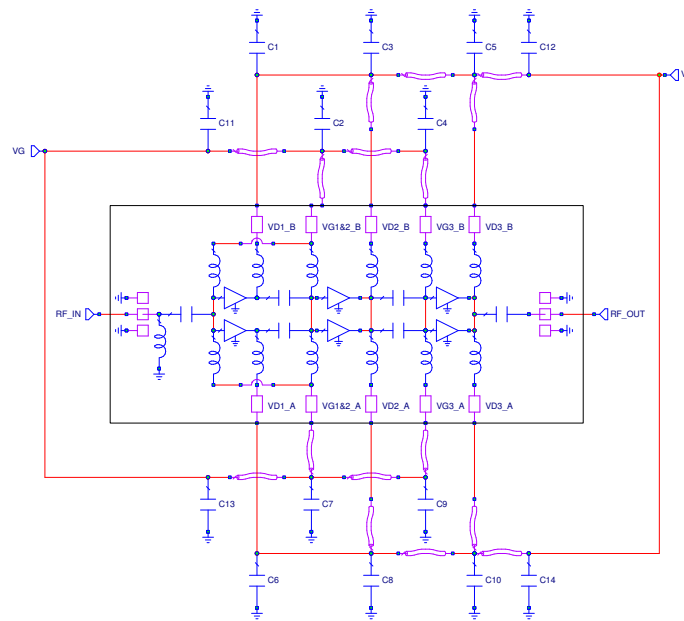 C1
C3
C5
C12
V
C11
C2
C4
VG
VD1_B
VG1&2_B
VD2_B
VG3_B
VD3_B
RF_IN
RF_OUT
VD1_A
VG1&2_A
VD2_A
VG3_A
VD3_A
C13
C7
C9
C6
C8
C10
C14